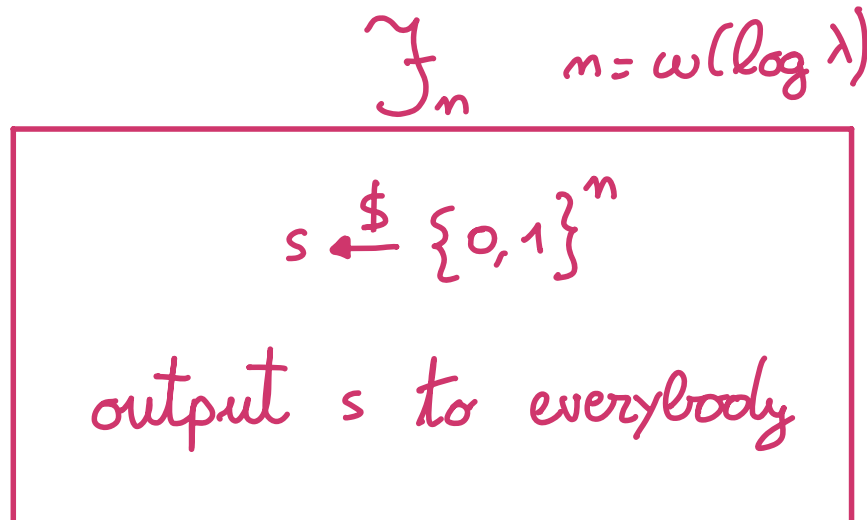 ℱₙ n = ω(log λ)
s ←$ {0,1}ⁿ
output s to everybody